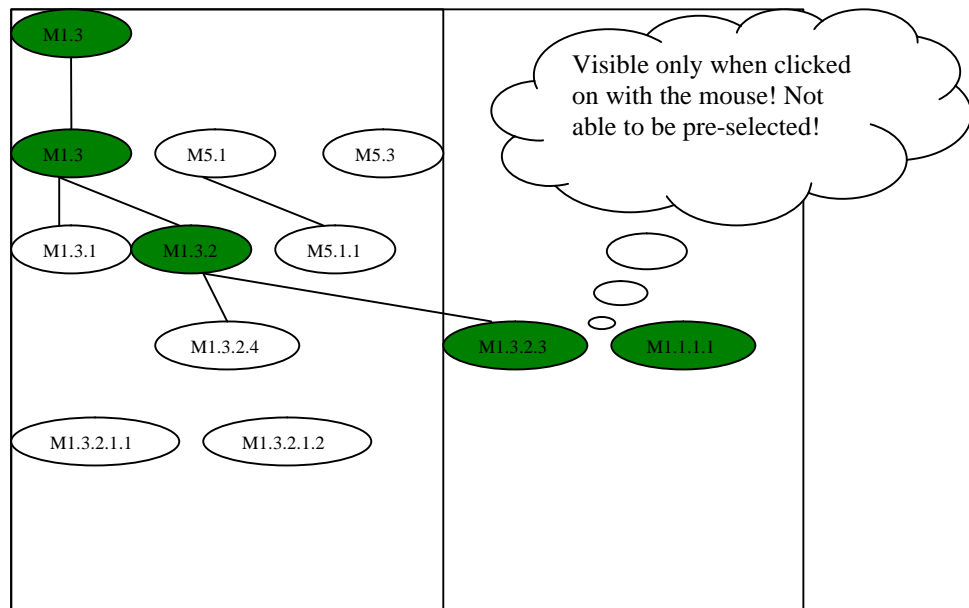 M1.3
Visible only when clicked
on with the mouse! Not
able to be pre-selected!
M1.3
M5.1
M5.3
M1.3.1
M1.3.2
M5.1.1
M1.3.2.4
M1.3.2.3
M1.1.1.1
M1.3.2.1.1
M1.3.2.1.2